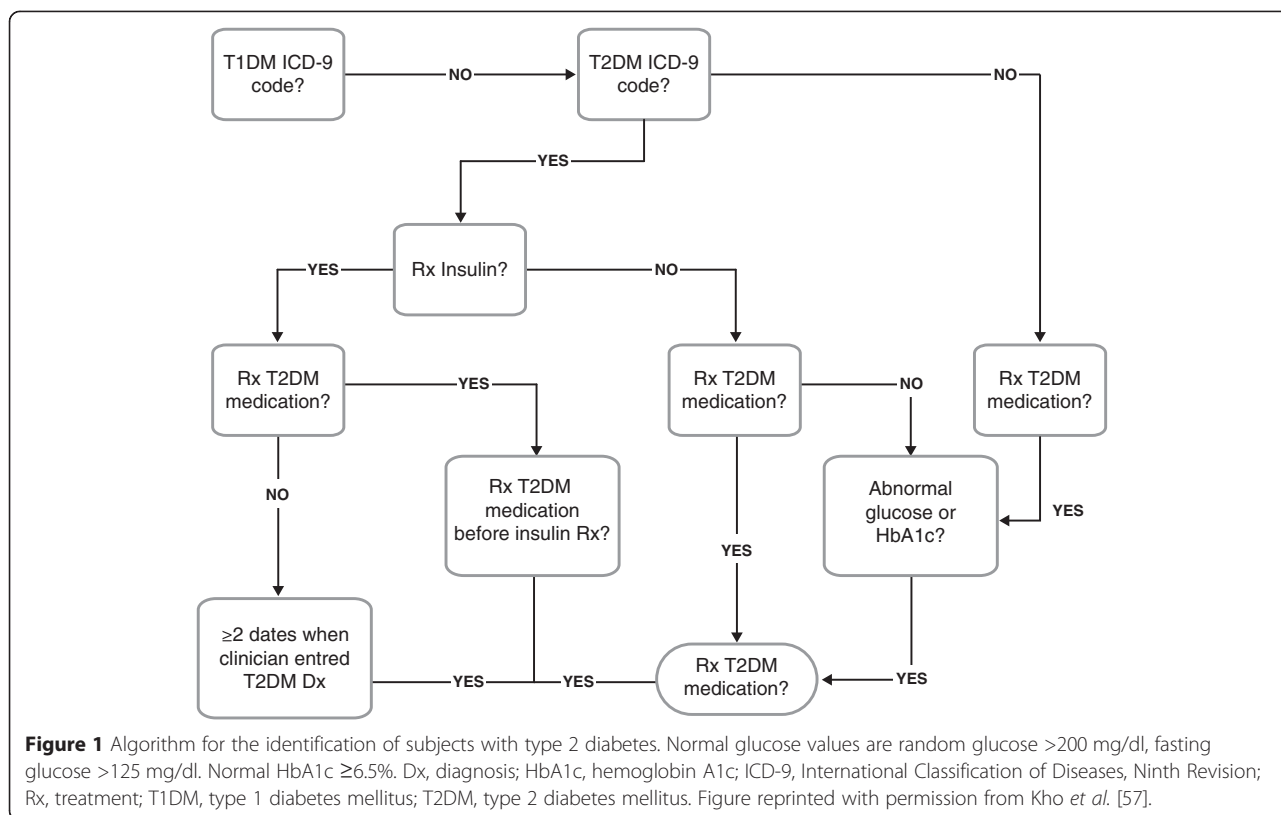 T1DM ICD-9
code?
NO
T2DM ICD-9
code?
NO
YES
Rx Insulin?
YES
NO
Rx T2DM
medication?
YES
Rx T2DM
medication?
NO
Rx T2DM
medication?
NO
Rx T2DM
medication
before insulin Rx?
YES
Abnormal
glucose or
HbA1c?
YES
≥2 dates when
clinician entred
T2DM Dx
YES
YES
Rx T2DM
medication?
YES
Figure 1 Algorithm for the identification of subjects with type 2 diabetes. Normal glucose values are random glucose >200 mg/dl, fasting
glucose >125 mg/dl. Normal HbA1c ≥6.5%. Dx, diagnosis; HbA1c, hemoglobin A1c; ICD-9, International Classification of Diseases, Ninth Revision;
Rx, treatment; T1DM, type 1 diabetes mellitus; T2DM, type 2 diabetes mellitus. Figure reprinted with permission from Kho et al. [57].